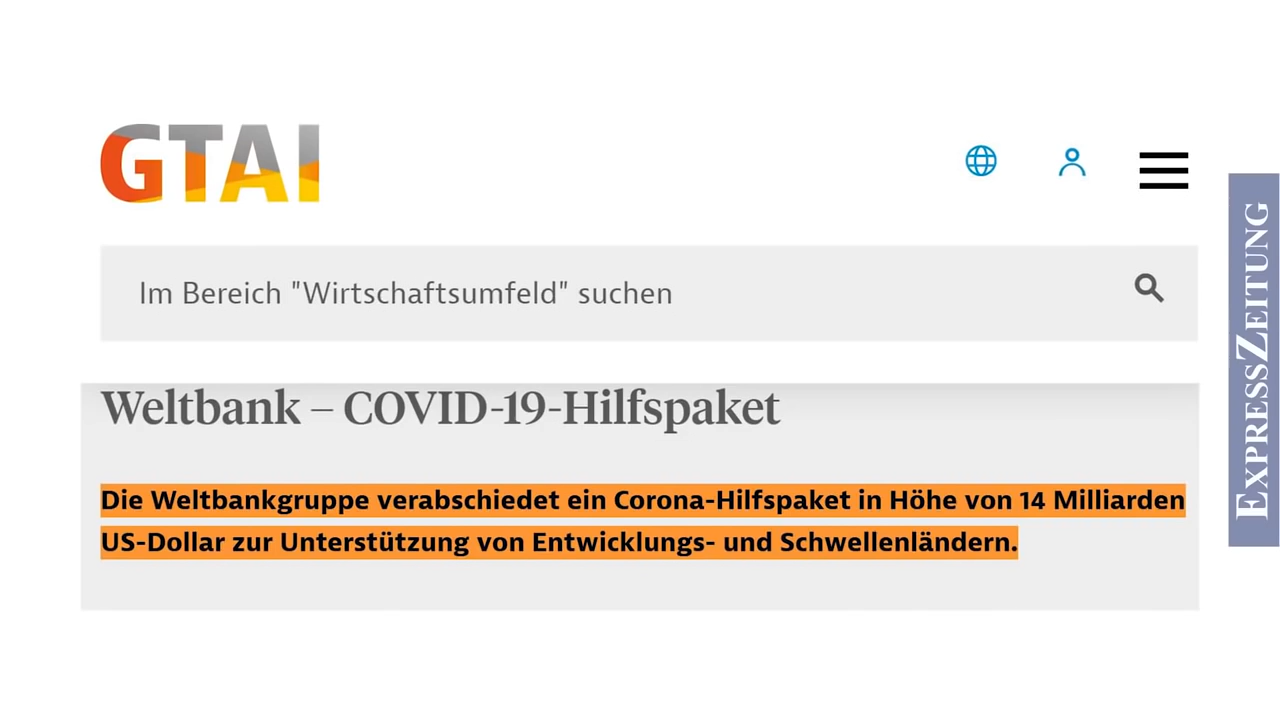 GTAI
Im Bereich "Wirtschaftsumfeld" suchen
Weltbank – COVID-19-Hilfspaket
Die Weltbankgruppe verabschiedet ein Corona-Hilfspaket in Höhe von 14 Milliarden
US-Dollar zur Unterstützung von Entwicklungs- und Schwellenländern.
EXPRESSZEITUNG